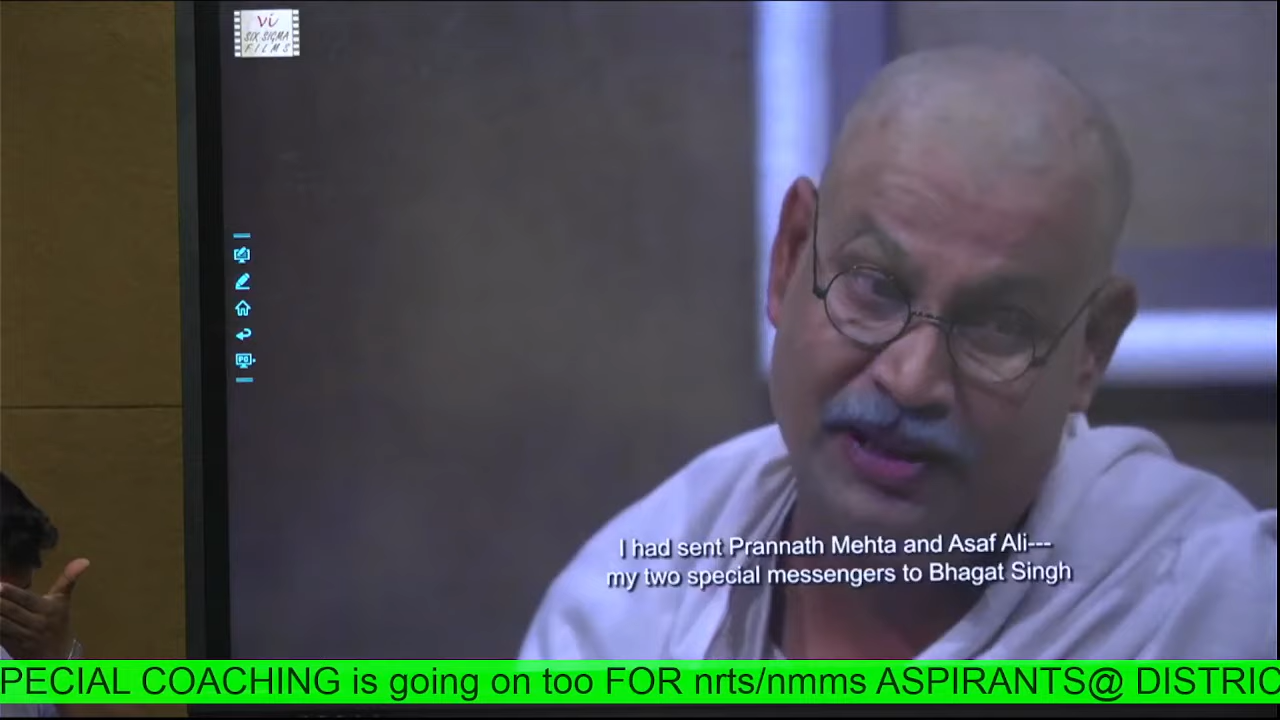 vi
SIX SIGMA
FILMS
PC
I had sent Prannath Mehta and Asaf Ali---
my two special messengers to Bhagat Singh
PECIAL COACHING is going on too FOR nrts/nmms ASPIRANTS@ DISTRIC